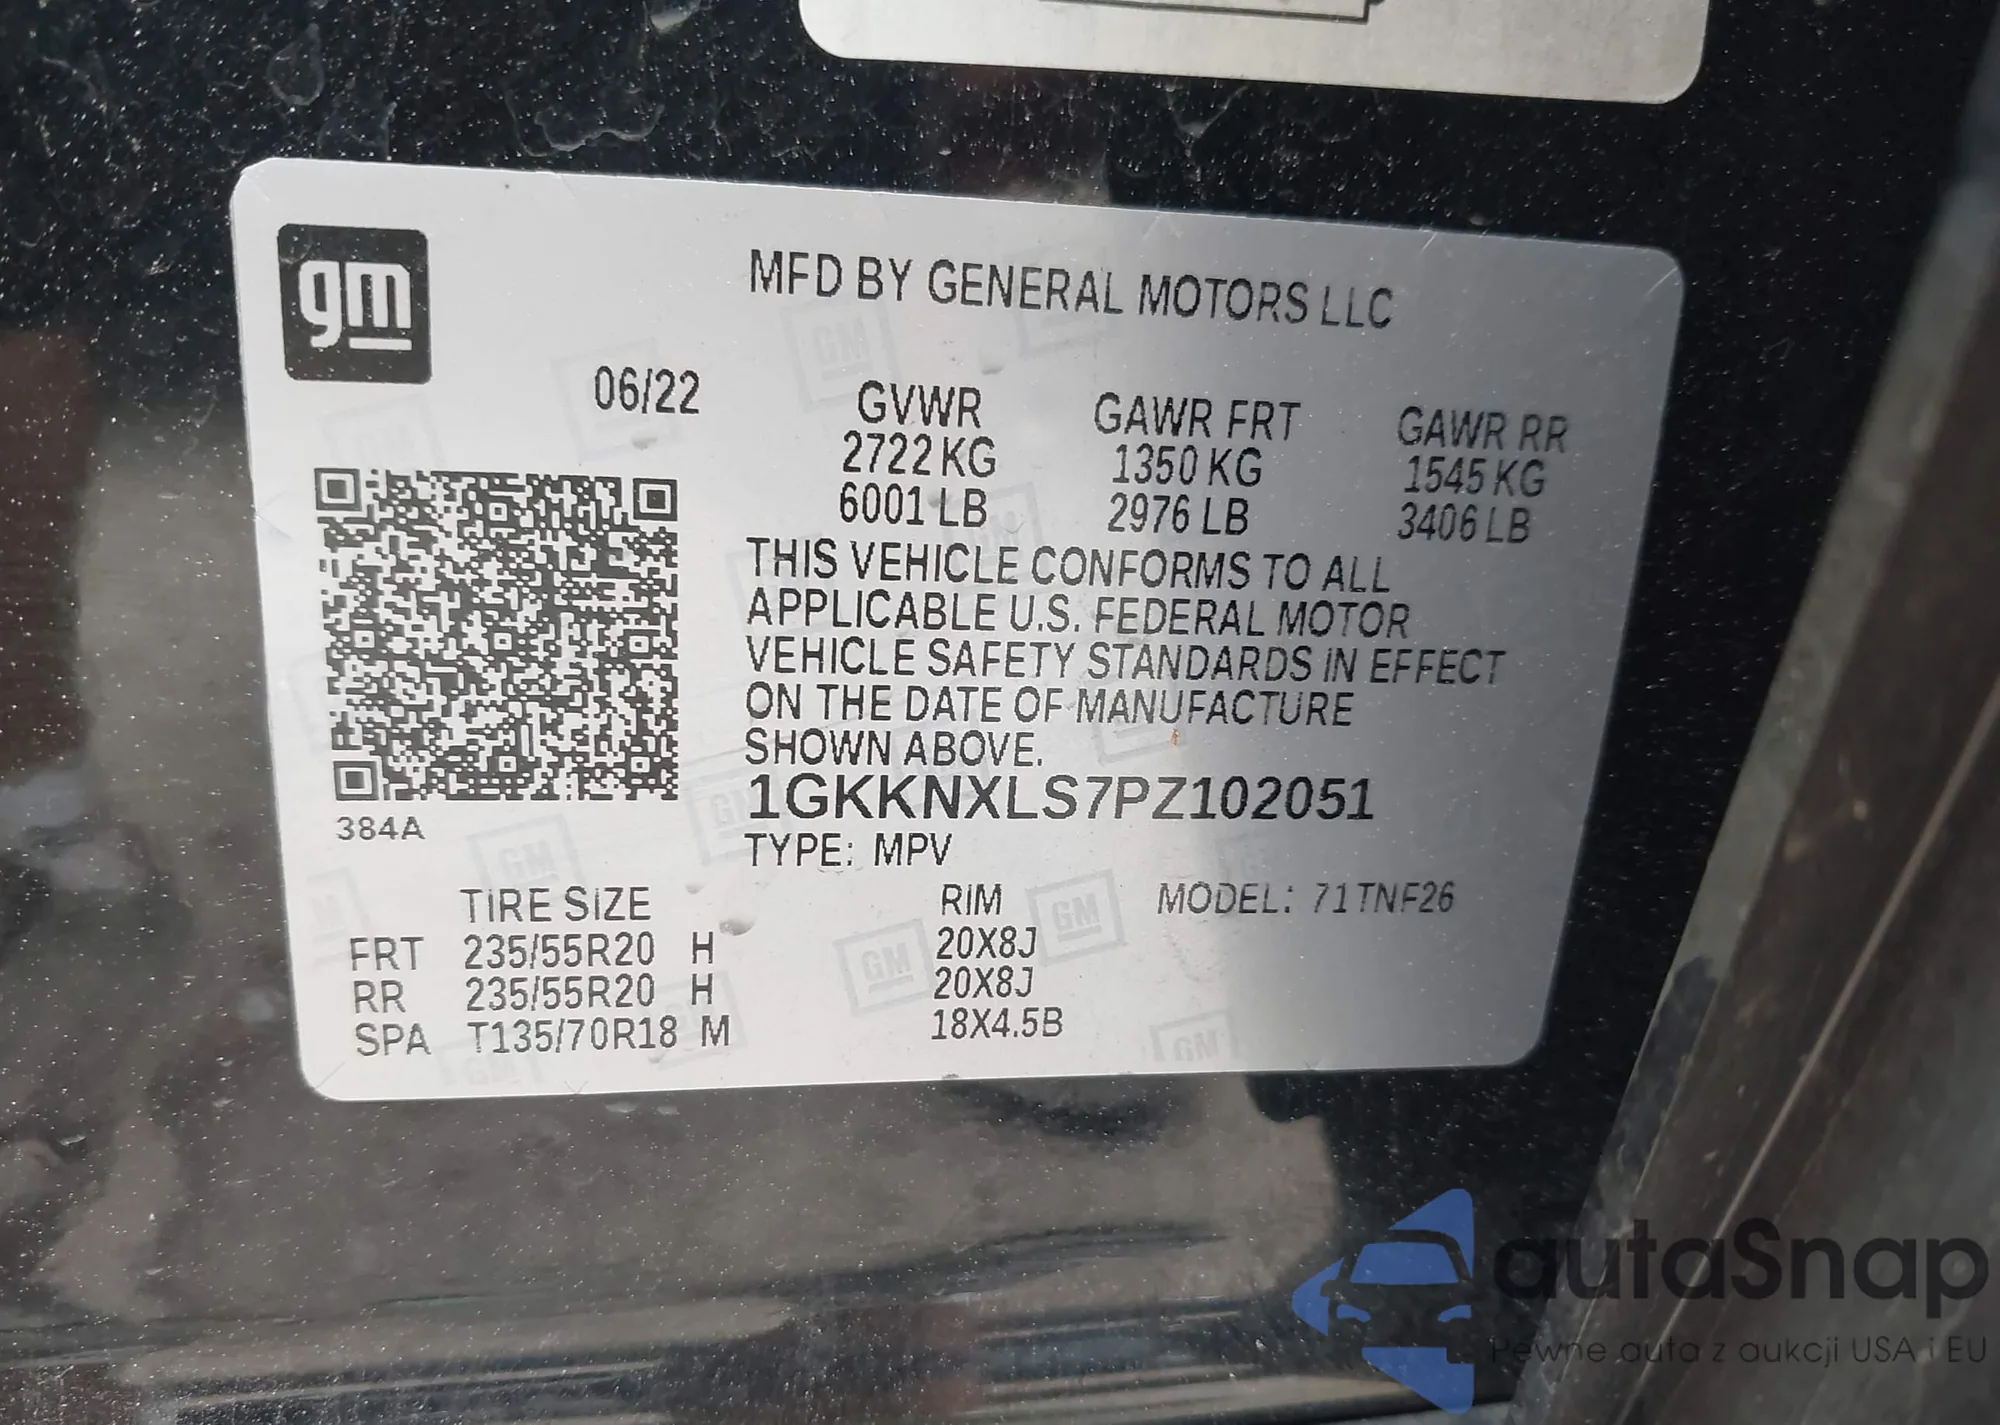 gm
MFD BY GENERAL MOTORS LLC
06/22
GVWR GAWR FRT GAWR RR
2722 KG 1350 KG 1545 KG
6001 LB 2976 LB 3406 LB
THIS VEHICLE CONFORMS TO ALL
APPLICABLE U.S. FEDERAL MOTOR
VEHICLE SAFETY STANDARDS IN EFFECT
ON THE DATE OF MANUFACTURE
SHOWN ABOVE.
1GKKNXLS7PZ102051
384A
TYPE: MPV
TIRE SIZE RIM MODEL: 71TNF26
FRT 235/55R20 H 20X8J
RR 235/55R20 H 20X8J
SPA T135/70R18 M 18X4.5B
autaSnap
Pewne auta z aukcji USA i EU